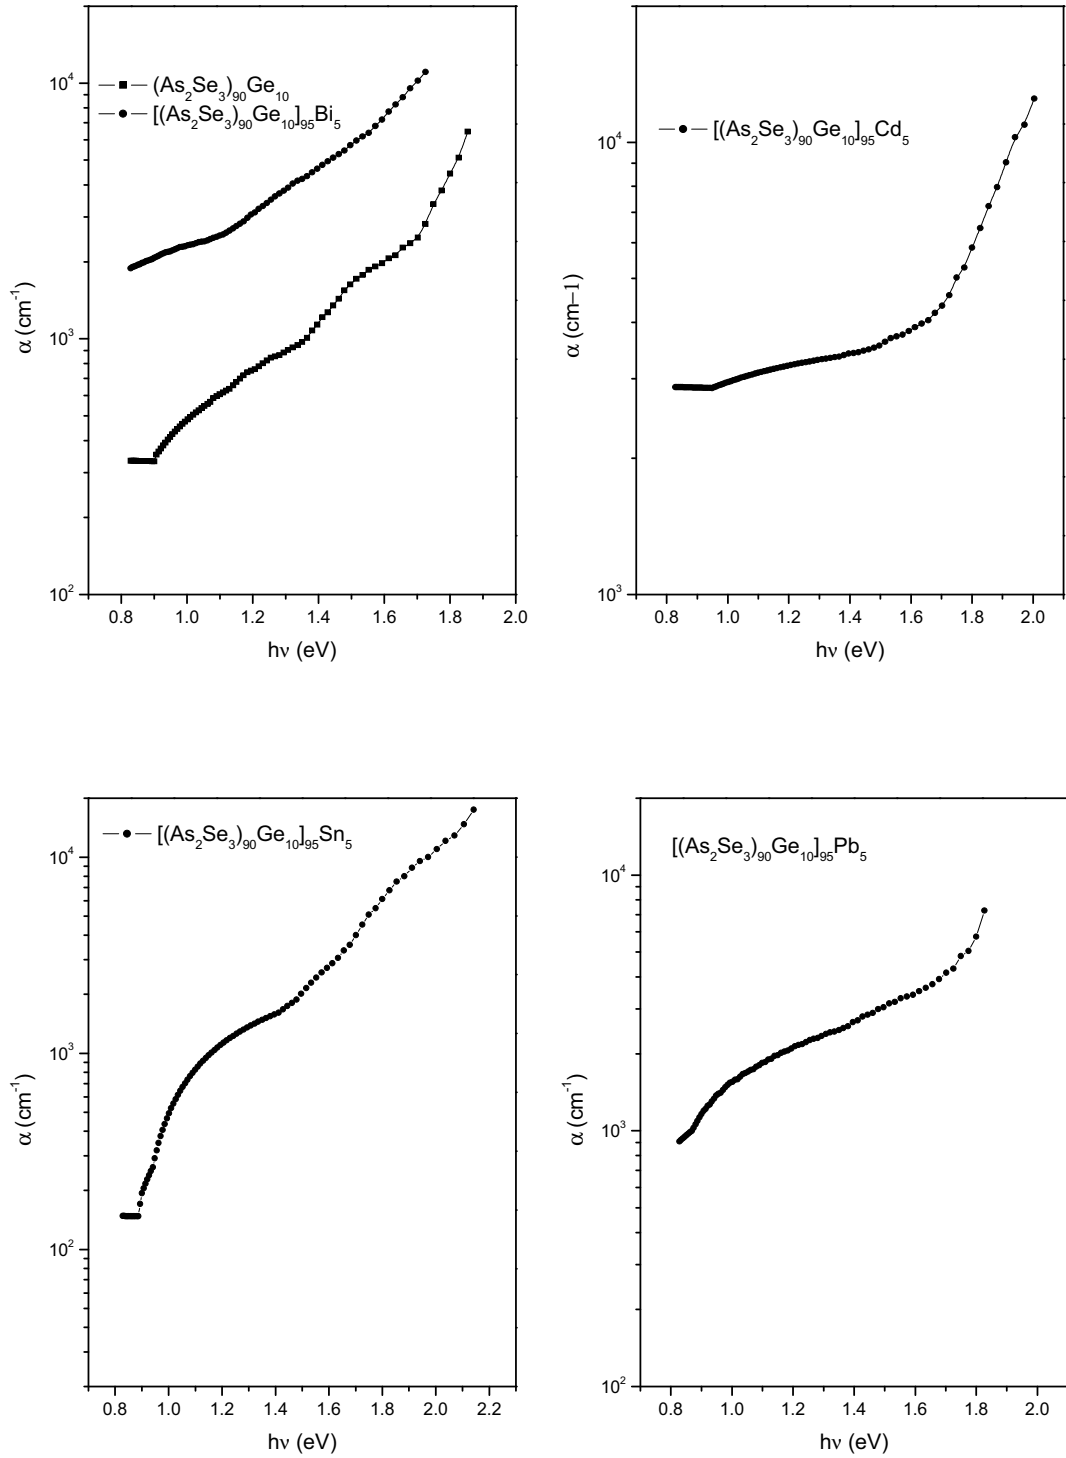 (As2Se3)90Ge10
[(As2Se3)90Ge10]95Bi5
10^4
10^3
10^2
α (cm^-1)
0.8 1.0 1.2 1.4 1.6 1.8 2.0
hν (eV)
[(As2Se3)90Ge10]95Cd5
10^4
10^3
α (cm−1)
0.8 1.0 1.2 1.4 1.6 1.8 2.0
hν (eV)
[(As2Se3)90Ge10]95Sn5
10^4
10^3
10^2
α (cm^-1)
0.8 1.0 1.2 1.4 1.6 1.8 2.0 2.2
hν (eV)
[(As2Se3)90Ge10]95Pb5
10^4
10^3
10^2
α (cm^-1)
0.8 1.0 1.2 1.4 1.6 1.8 2.0
hν (eV)